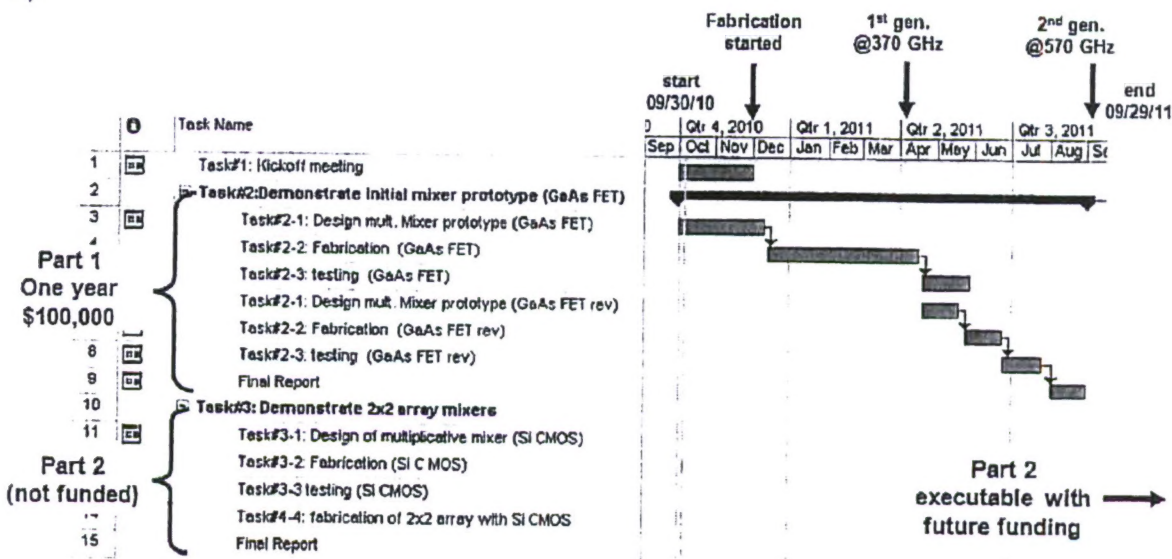 Fabrication started
1st gen. @370 GHz
2nd gen. @570 GHz
start 09/30/10
end 09/29/11
Task Name
0 Qtr 4, 2010 Qtr 1, 2011 Qtr 2, 2011 Qtr 3, 2011
Sep Oct Nov Dec Jan Feb Mar Apr May Jun Jul Aug
1 Task#1: Kickoff meeting
2 Task#2:Demonstrate Initial mixer prototype (GaAs FET)
3 Task#2-1: Design mult. Mixer prototype (GaAs FET)
Task#2-2: Fabrication (GaAs FET)
Task#2-3: testing (GaAs FET)
Task#2-1: Design mult. Mixer prototype (GaAs FET rev)
Task#2-2: Fabrication (GaAs FET rev)
8 Task#2-3: testing (GaAs FET rev)
9 Final Report
10 Task#3: Demonstrate 2x2 array mixers
11 Task#3-1: Design of multiplicative mixer (Si CMOS)
Task#3-2: Fabrication (Si CMOS)
Task#3-3 testing (Si CMOS)
Task#4-4: fabrication of 2x2 array with Si CMOS
15 Final Report
Part 1
One year
$100,000
Part 2
(not funded)
Part 2
executable with
future funding